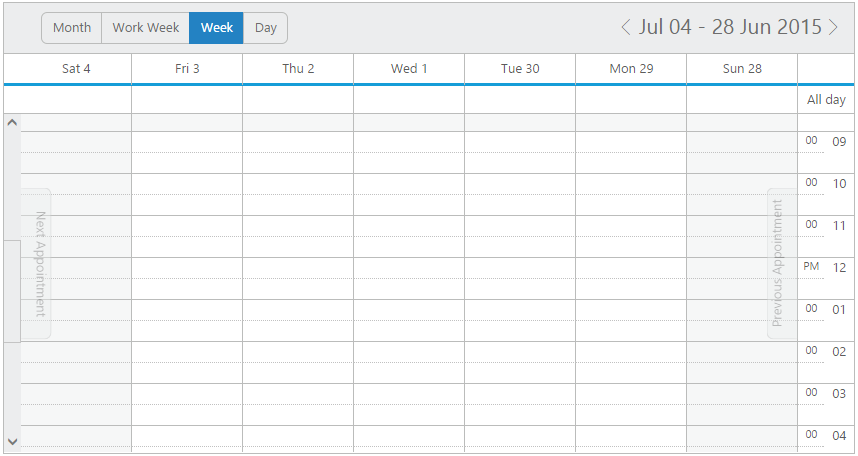 Month Work Week Week Day
Jul 04 - 28 Jun 2015
Sat 4 Fri 3 Thu 2 Wed 1 Tue 30 Mon 29 Sun 28
All day
00 09
00 10
00 11
PM 12
00 01
00 02
00 03
00 04
Next Appointment
Previous Appointment